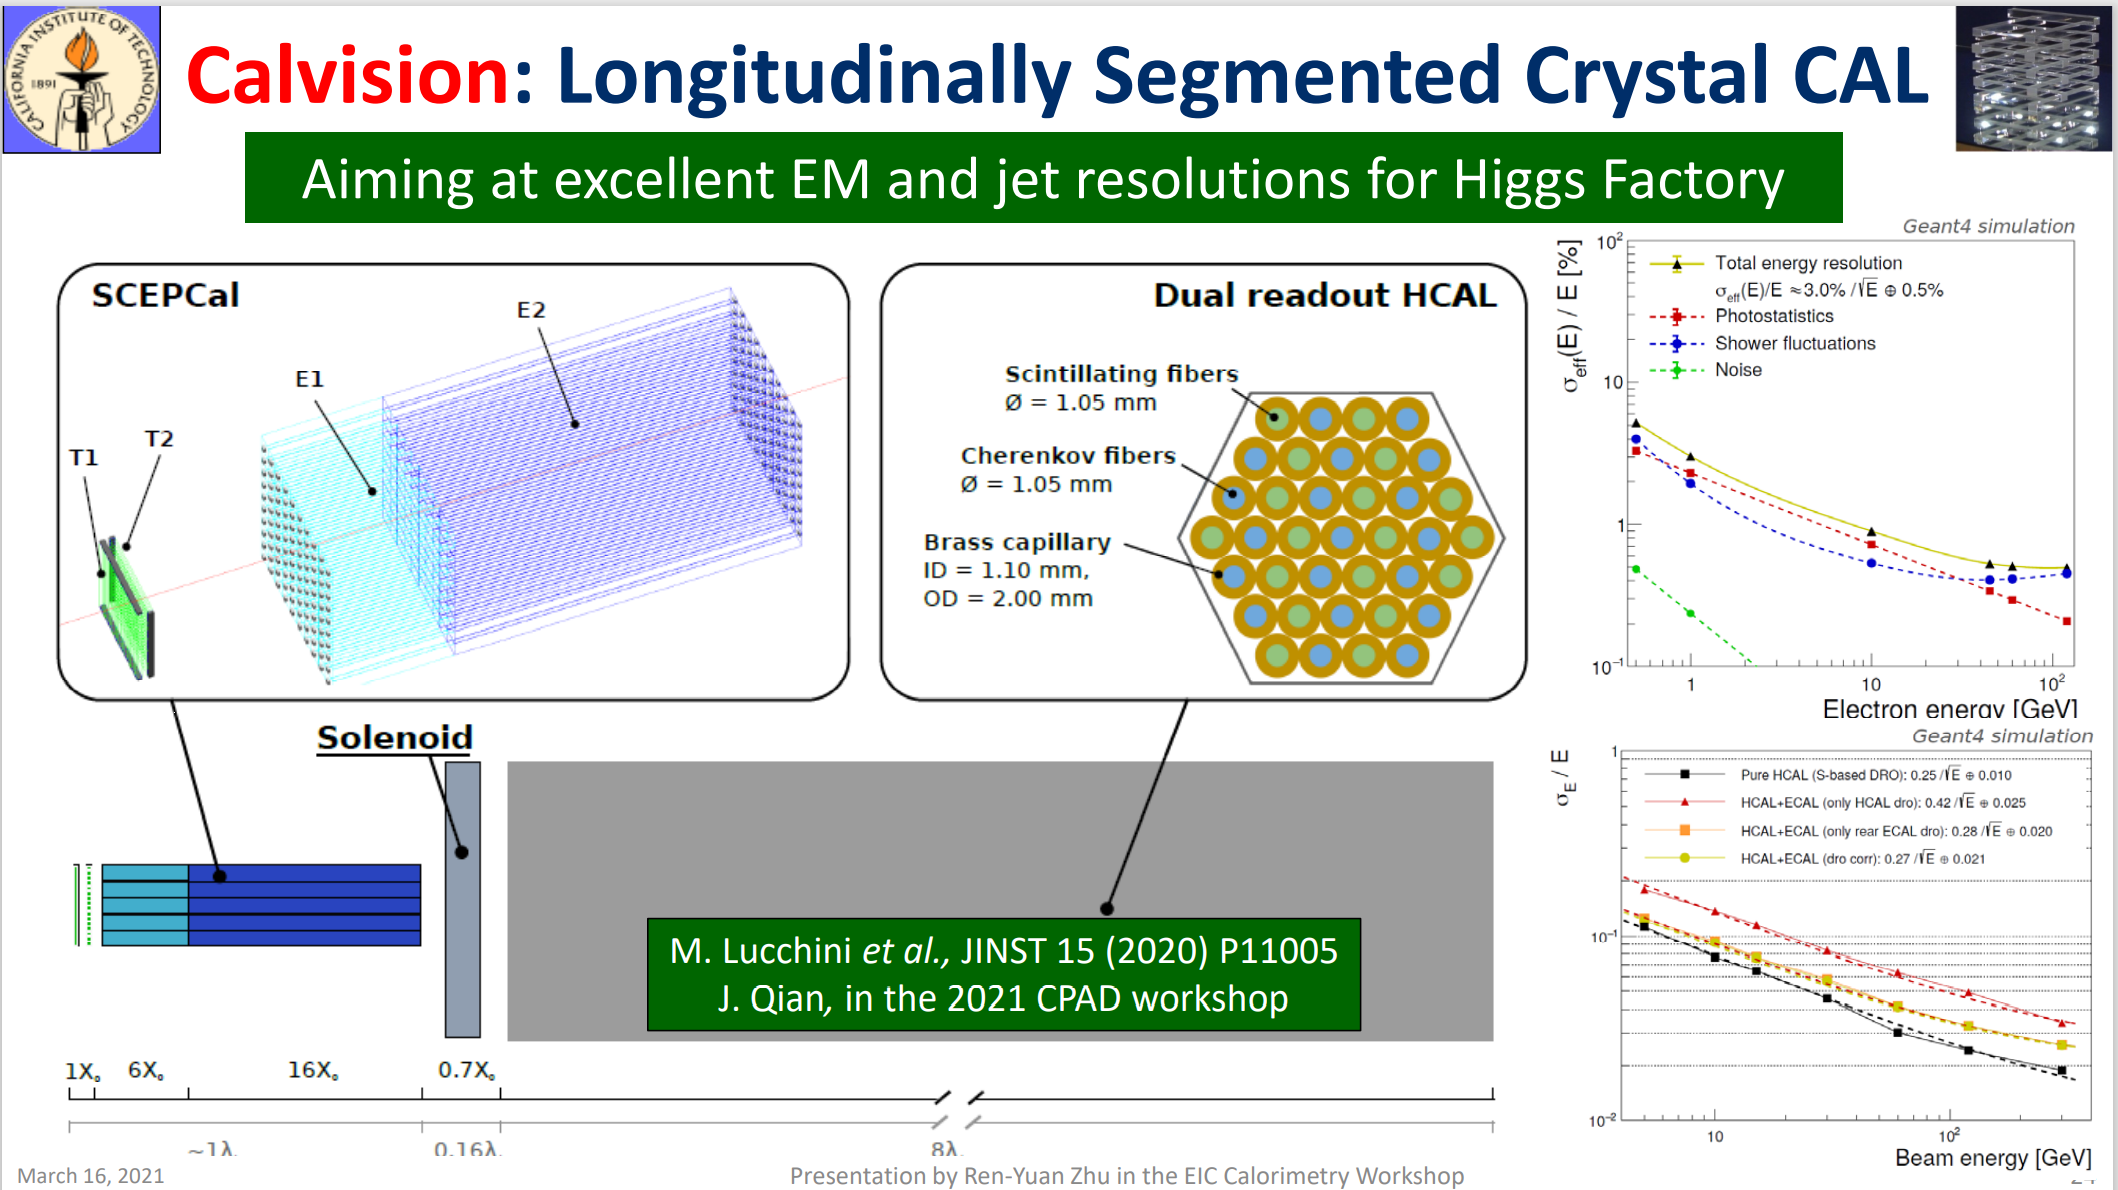 CALIFORNIA INSTITUTE OF TECHNOLOGY
1891
Calvision: Longitudinally Segmented Crystal CAL
Aiming at excellent EM and jet resolutions for Higgs Factory
SCEPCal
T1
T2
E1
E2
Dual readout HCAL
Scintillating fibers
Ø = 1.05 mm
Cherenkov fibers
Ø = 1.05 mm
Brass capillary
ID = 1.10 mm,
OD = 2.00 mm
Geant4 simulation
σeff(E) / E [%]
10²
10
1
10⁻¹
Total energy resolution
σeff(E)/E ≈3.0% /√E ⊕ 0.5%
Photostatistics
Shower fluctuations
Noise
1
10
10²
Electron energy [GeV]
Solenoid
M. Lucchini et al., JINST 15 (2020) P11005
J. Qian, in the 2021 CPAD workshop
1X₀
6X₀
16X₀
0.7X₀
~1λ
0.16λ
8λ
Geant4 simulation
σE / E
1
10⁻¹
10⁻²
Pure HCAL (S-based DRO): 0.25 /√E ⊕ 0.010
HCAL+ECAL (only HCAL dro): 0.42 /√E ⊕ 0.025
HCAL+ECAL (only rear ECAL dro): 0.28 /√E ⊕ 0.020
HCAL+ECAL (dro corr): 0.27 /√E ⊕ 0.021
10
10²
Beam energy [GeV]
March 16, 2021
Presentation by Ren-Yuan Zhu in the EIC Calorimetry Workshop